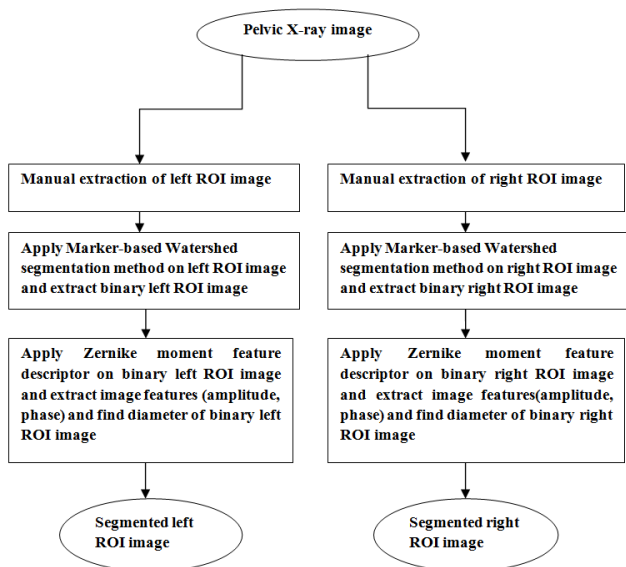 Pelvic X-ray image
Manual extraction of left ROI image
Manual extraction of right ROI image
Apply Marker-based Watershed
segmentation method on left ROI image
and extract binary left ROI image
Apply Marker-based Watershed
segmentation method on right ROI image
and extract binary right ROI image
Apply Zernike moment feature
descriptor on binary left ROI image
and extract image features (amplitude,
phase) and find diameter of binary left
ROI image
Apply Zernike moment feature
descriptor on binary right ROI image
and extract image features(amplitude,
phase) and find diameter of binary right
ROI image
Segmented left
ROI image
Segmented right
ROI image